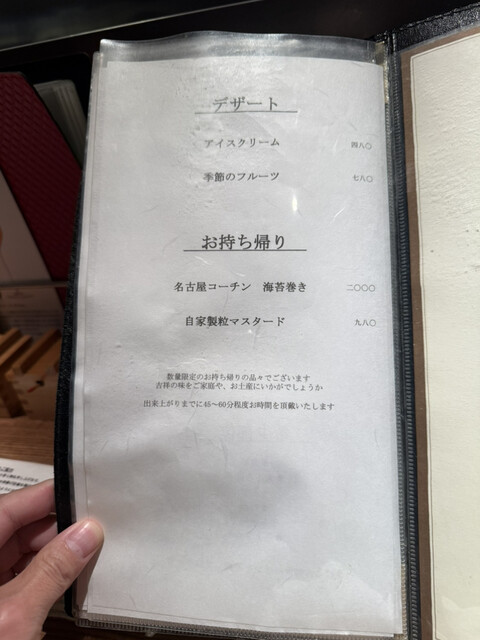 デザート
アイスクリーム 四八〇
季節のフルーツ 七八〇
お持ち帰り
名古屋コーチン 海苔巻き 二〇〇〇
自家製粒マスタード 九八〇
数量限定のお持ち帰りの品々でございます
吉祥の味をご家庭や、お土産にいかがでしょうか
出来上がりまでに45～60分程度お時間を頂戴いたします